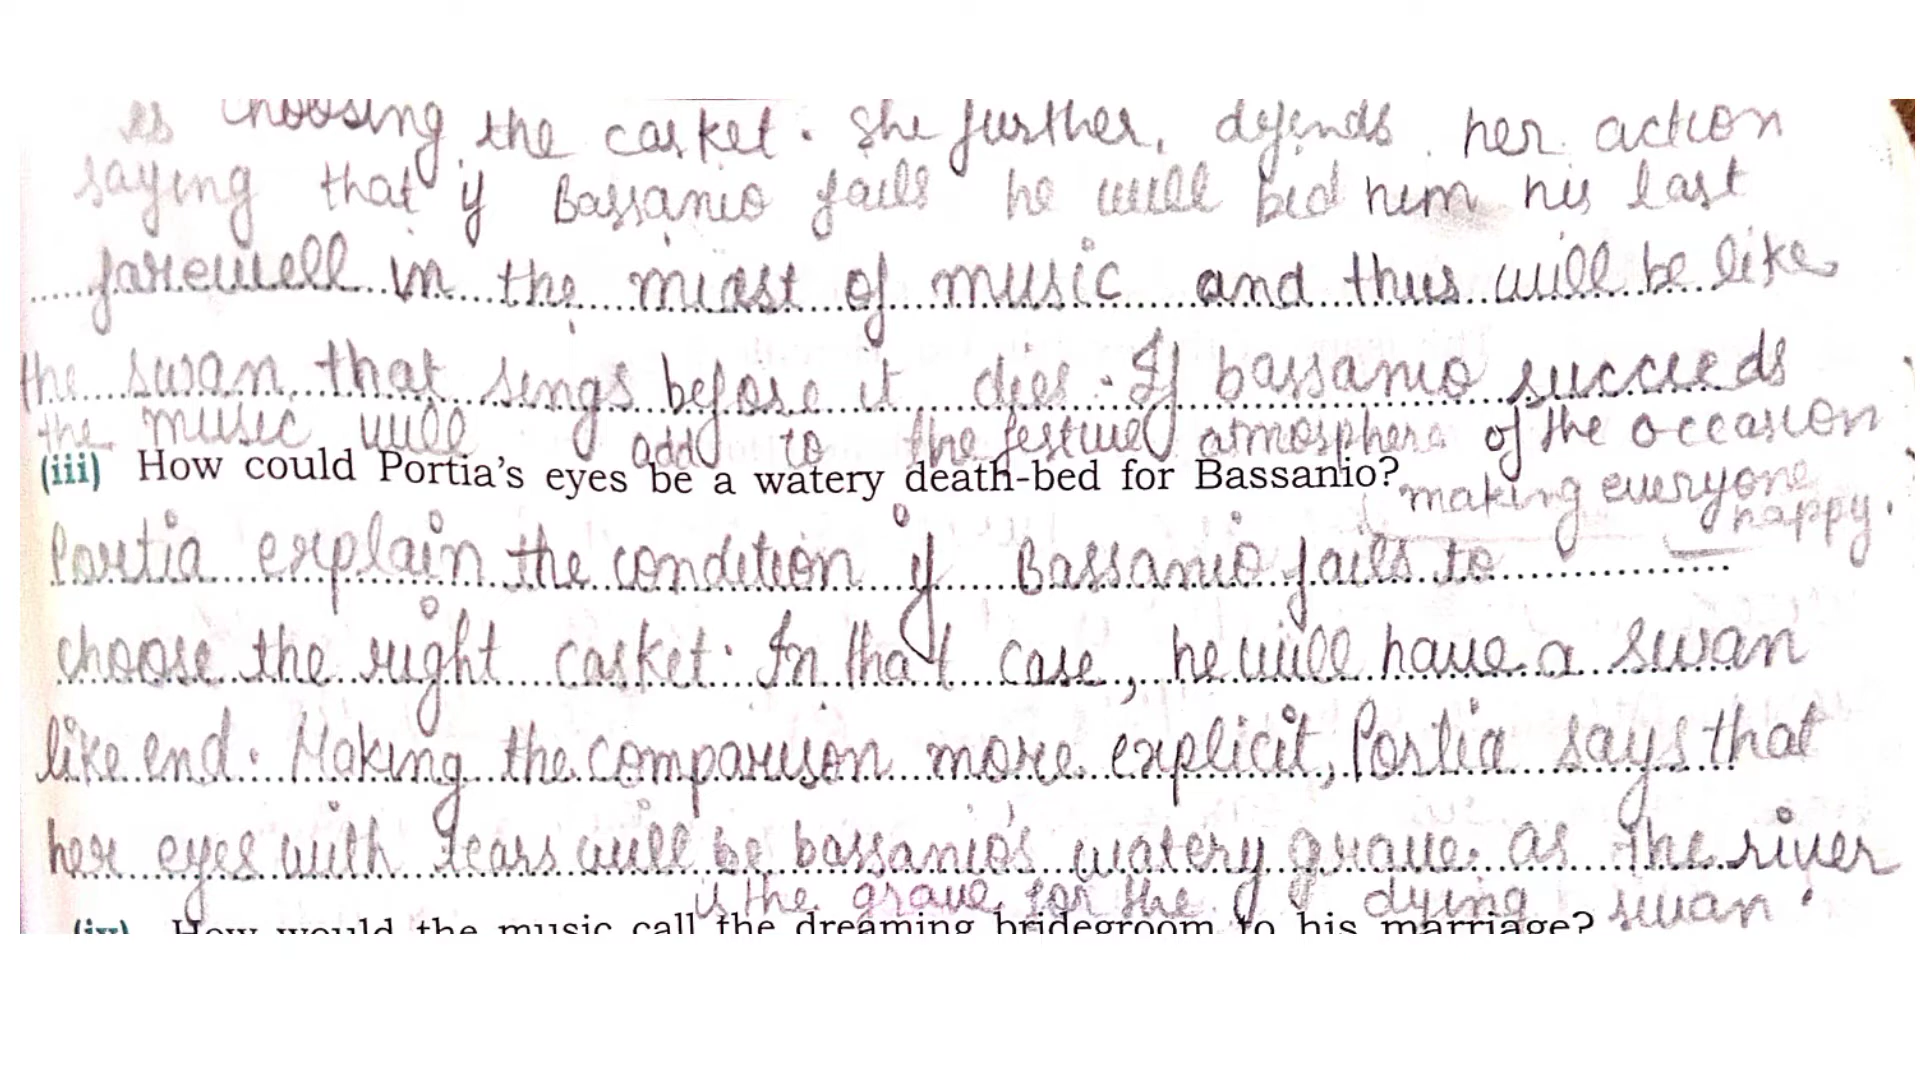 is choosing the casket. She further, defends her action
saying that if Bassanio fails he will bid him his last
farewell in the midst of music and thus will be like
the swan that sings before it dies. If bassanio succeeds
the music will add to the festive atmosphere of the occasion
making everyone
happy.
(iii) How could Portia's eyes be a watery death-bed for Bassanio?
Portia explain the condition if Bassanio fails to
choose the right casket. In that case, he will have a swan
like end. Making the comparison more explicit, Portia says that
her eyes with tears will be bassanio's watery grave as the river
is the grave for the dying swan.
(iv) How would the music call the dreaming bridegroom to his marriage?